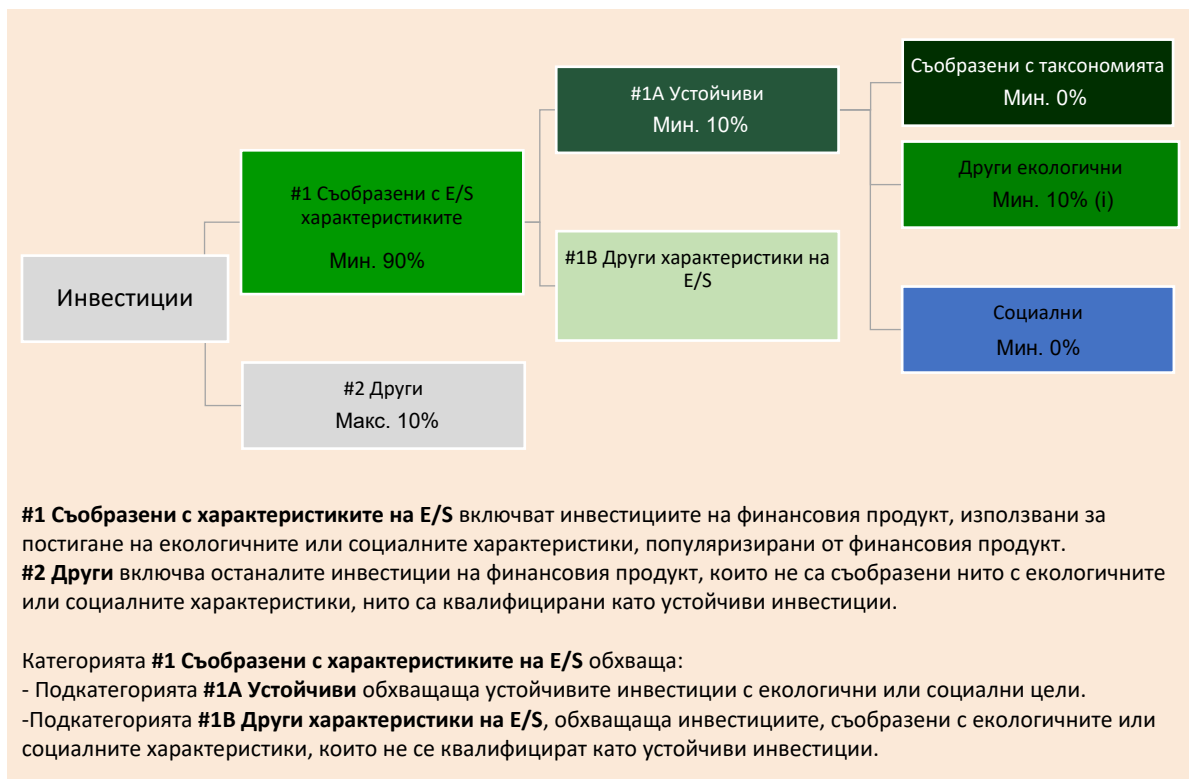 Инвестиции
#1 Съобразени с E/S
характеристиките
Мин. 90%
#2 Други
Макс. 10%
#1A Устойчиви
Мин. 10%
#1B Други характеристики на
E/S
Съобразени с таксономията
Мин. 0%
Други екологични
Мин. 10% (i)
Социални
Мин. 0%
#1 Съобразени с характеристиките на E/S включват инвестициите на финансовия продукт, използвани за
постигане на екологичните или социалните характеристики, популяризирани от финансовия продукт.
#2 Други включва останалите инвестиции на финансовия продукт, които не са съобразени нито с екологичните
или социалните характеристики, нито са квалифицирани като устойчиви инвестиции.
Категорията #1 Съобразени с характеристиките на E/S обхваща:
- Подкатегорията #1A Устойчиви обхващаща устойчивите инвестиции с екологични или социални цели.
-Подкатегорията #1B Други характеристики на E/S, обхващаща инвестициите, съобразени с екологичните или
социалните характеристики, които не се квалифицират като устойчиви инвестиции.